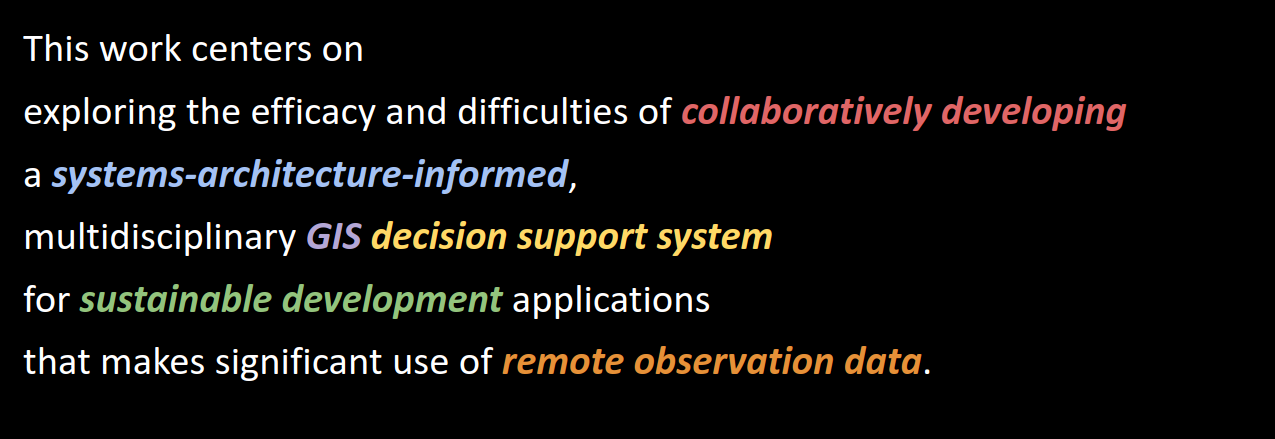 This work centers on
exploring the efficacy and difficulties of collaboratively developing
a systems-architecture-informed,
multidisciplinary GIS decision support system
for sustainable development applications
that makes significant use of remote observation data.